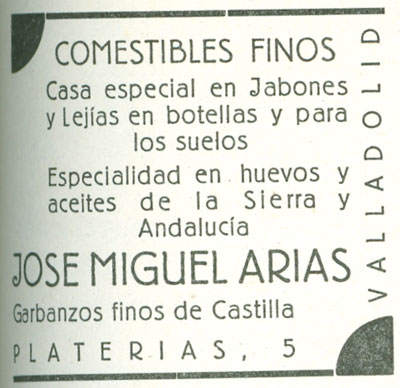 COMESTIBLES FINOS
Casa especial en Jabones
y Lejías en botellas y para
los suelos
Especialidad en huevos y
aceites de la Sierra y
Andalucía
JOSE MIGUEL ARIAS
Garbanzos finos de Castilla
PLATERIAS, 5
VALLADOLID